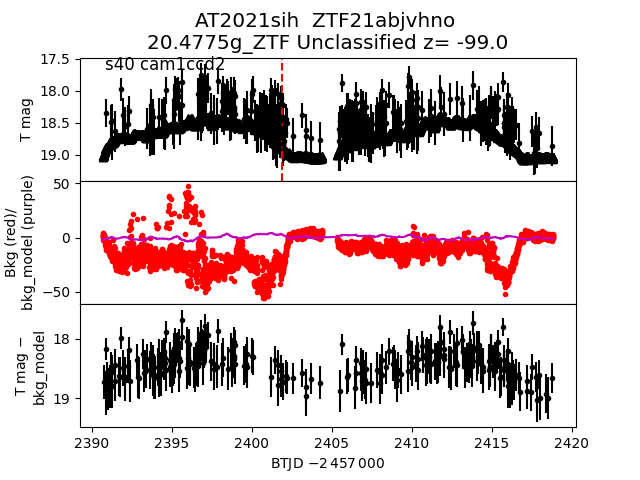 AT2021sih  ZTF21abjvhno
20.4775g_ZTF Unclassified z= -99.0
s40 cam1ccd2
17.5
18.0
18.5
19.0
T mag
50
0
−50
Bkg (red)/
bkg_model (purple)
18
19
T mag −
bkg_model
2390
2395
2400
2405
2410
2415
2420
BTJD −2 457 000